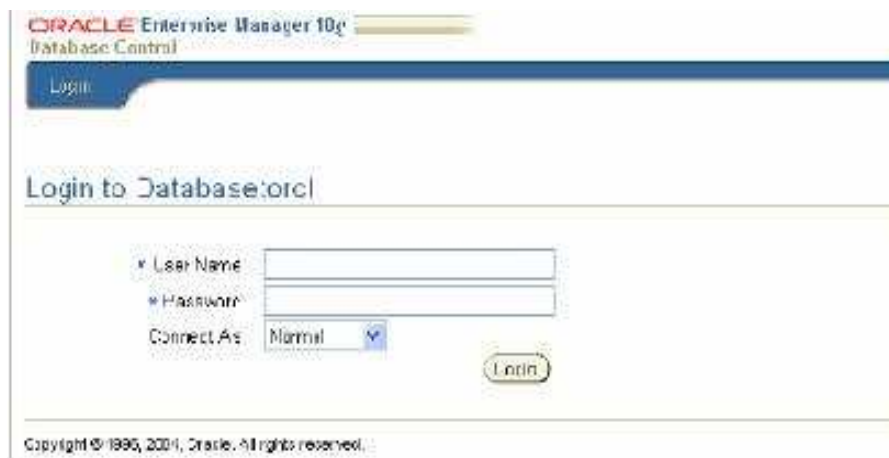 ORACLE Enterprise Manager 10g
Database Control
Login
Login to Database:orcl
* User Name
* Password
Connect As Normal
Login
Copyright © 1996, 2004, Oracle. All rights reserved.